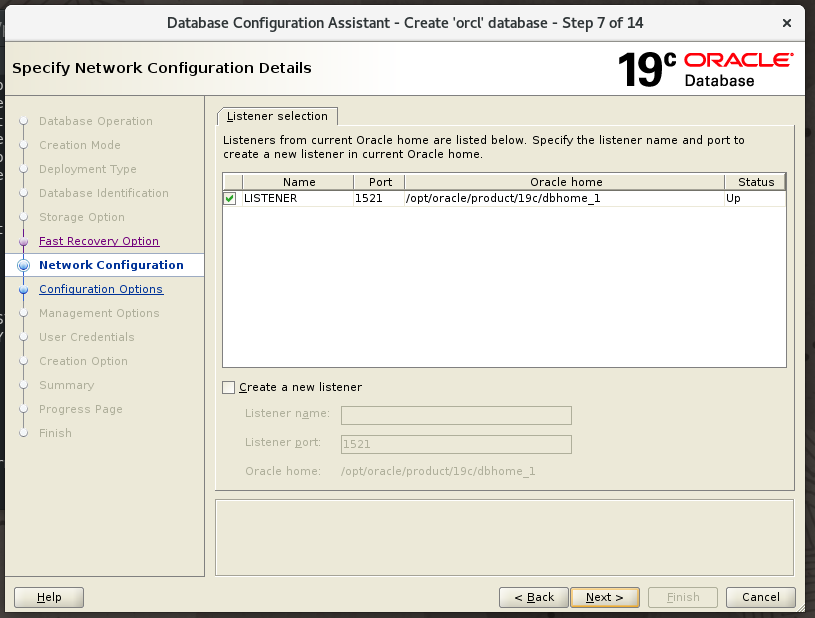 Database Configuration Assistant - Create 'orcl' database - Step 7 of 14
Specify Network Configuration Details
19c ORACLE
Database
Database Operation
Creation Mode
Deployment Type
Database Identification
Storage Option
Fast Recovery Option
Network Configuration
Configuration Options
Management Options
User Credentials
Creation Option
Summary
Progress Page
Finish
Listener selection
Listeners from current Oracle home are listed below. Specify the listener name and port to
create a new listener in current Oracle home.
Name Port Oracle home Status
LISTENER 1521 /opt/oracle/product/19c/dbhome_1 Up
Create a new listener
Listener name:
Listener port: 1521
Oracle home: /opt/oracle/product/19c/dbhome_1
Help < Back Next > Finish Cancel